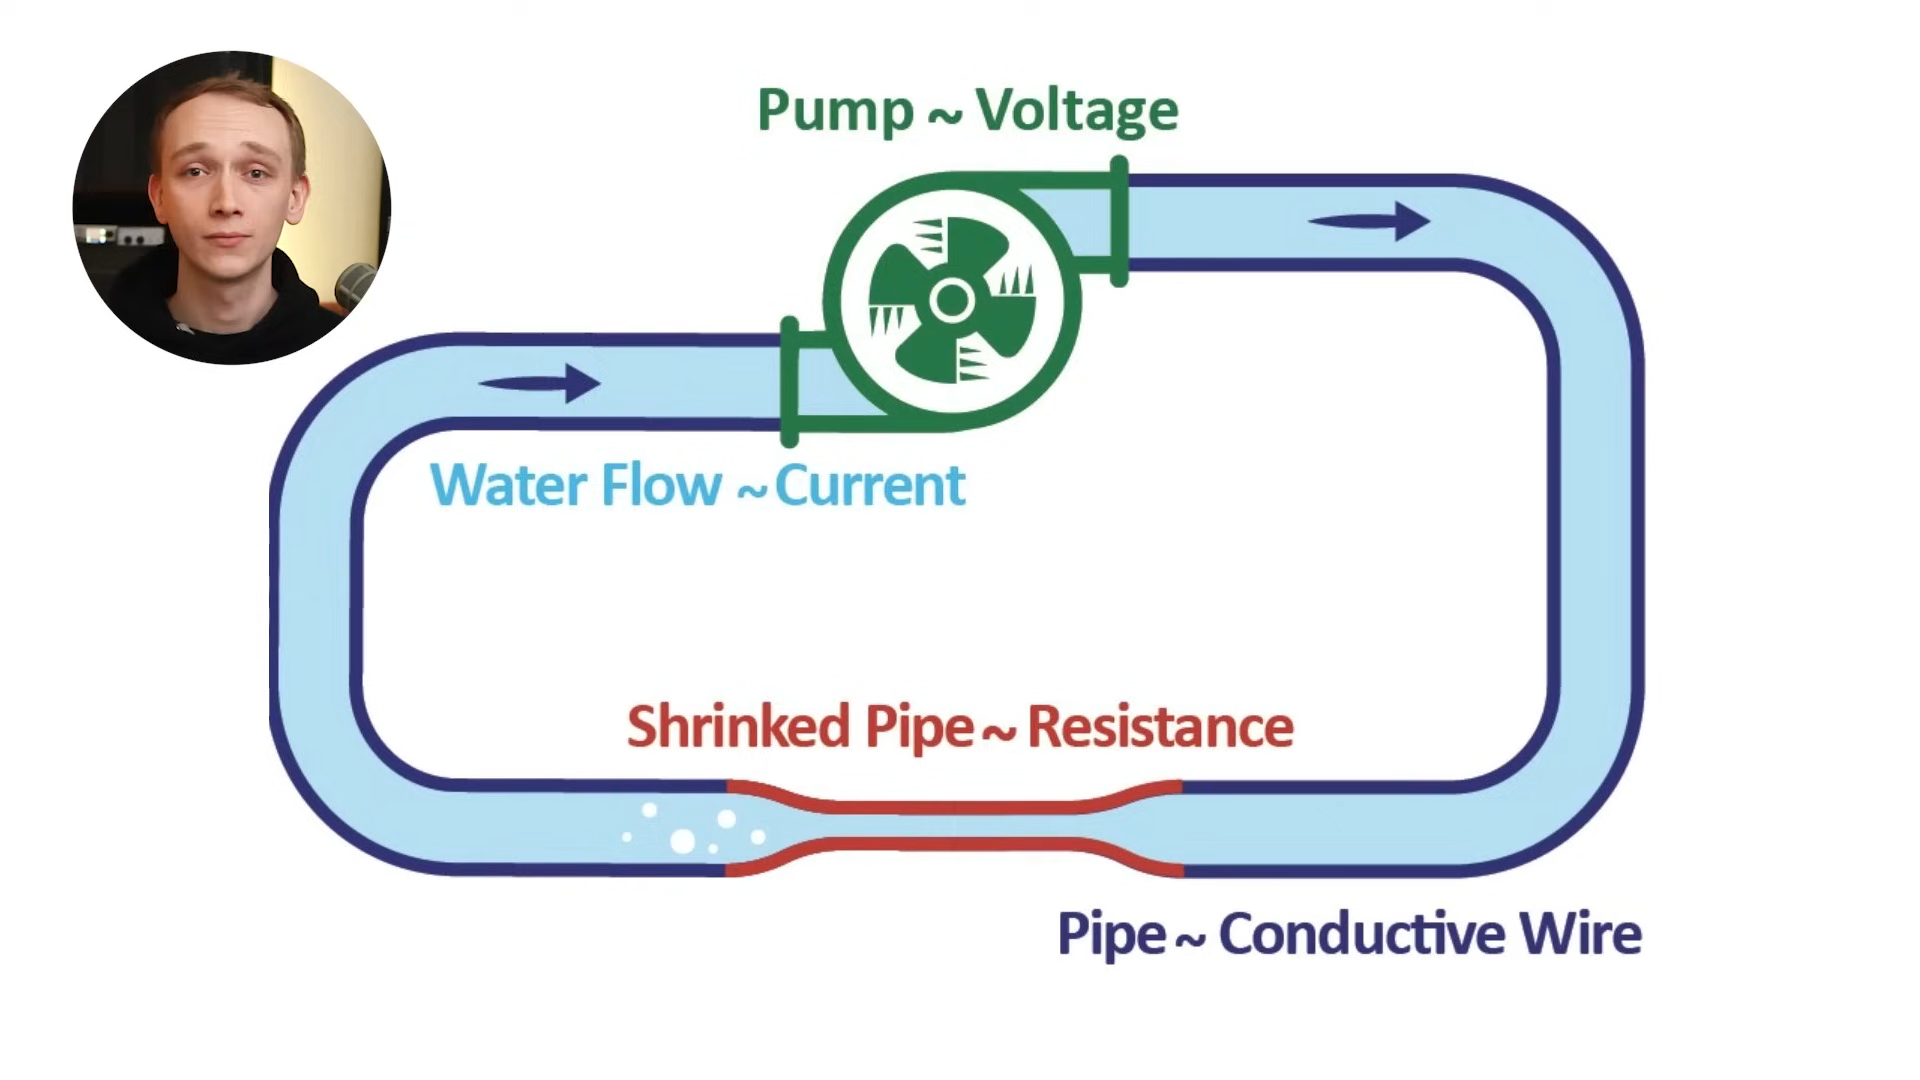 Pump ~ Voltage
Water Flow ~ Current
Shrinked Pipe ~ Resistance
Pipe ~ Conductive Wire